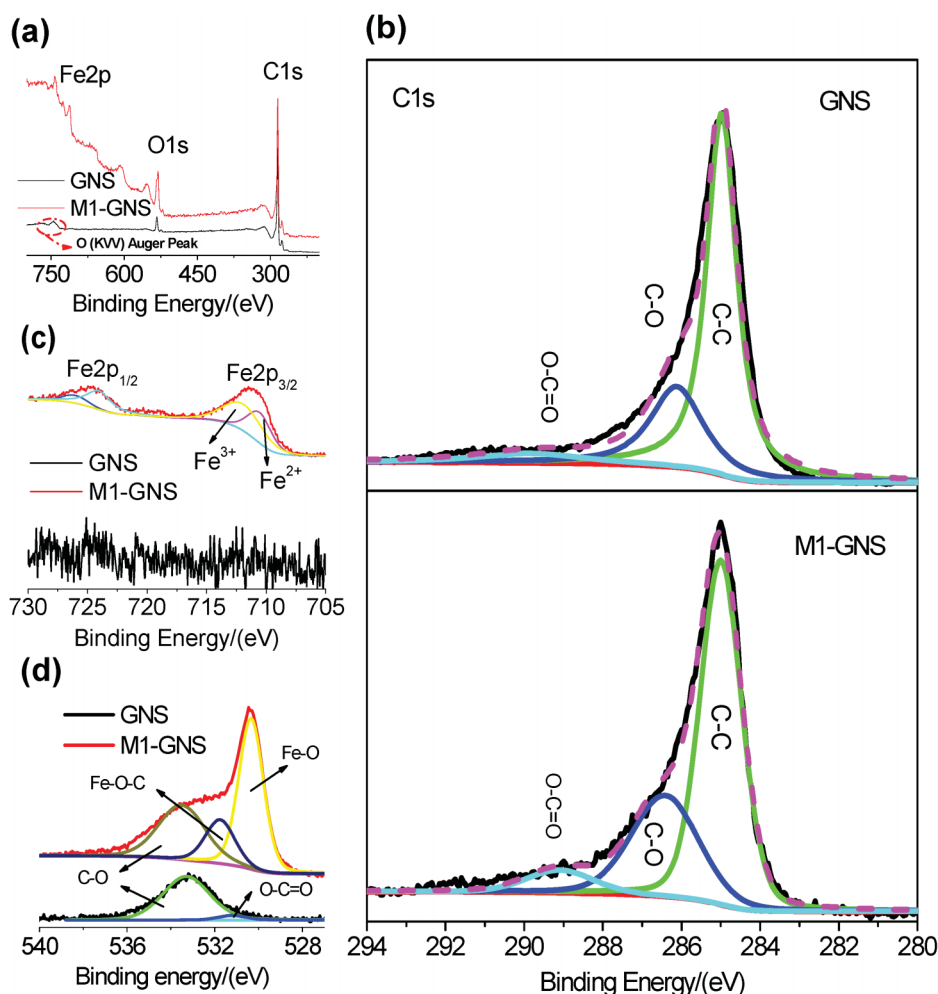 (a)
Fe2p
C1s
O1s
GNS
M1-GNS
O (KVV) Auger Peak
750 600 450 300
Binding Energy/(eV)
(b)
C1s
GNS
O-C=O
C-O
C-C
M1-GNS
O-C=O
C-O
C-C
294 292 290 288 286 284 282 280
Binding Energy/(eV)
(c)
Fe2p1/2
Fe2p3/2
Fe3+
Fe2+
GNS
M1-GNS
730 725 720 715 710 705
Binding Energy/(eV)
(d)
GNS
M1-GNS
Fe-O
Fe-O-C
C-O
O-C=O
540 536 532 528
Binding energy/(eV)